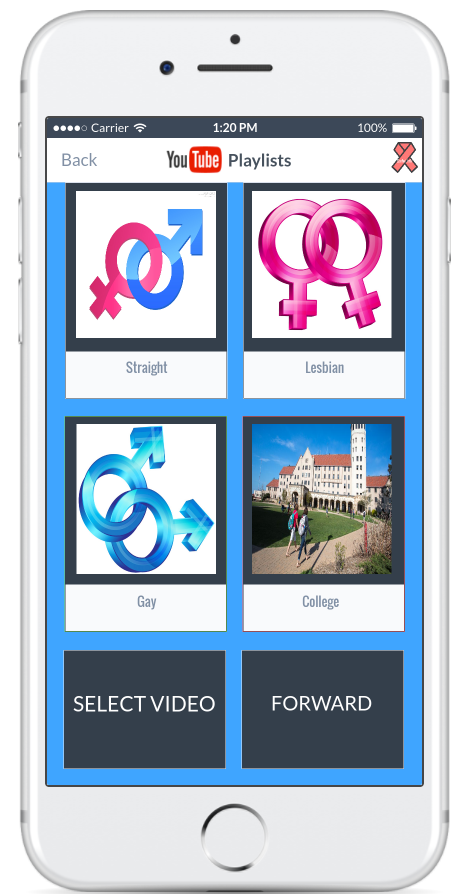 Carrier 1:20 PM 100%
Back YouTube Playlists
Straight Lesbian
Gay College
SELECT VIDEO FORWARD